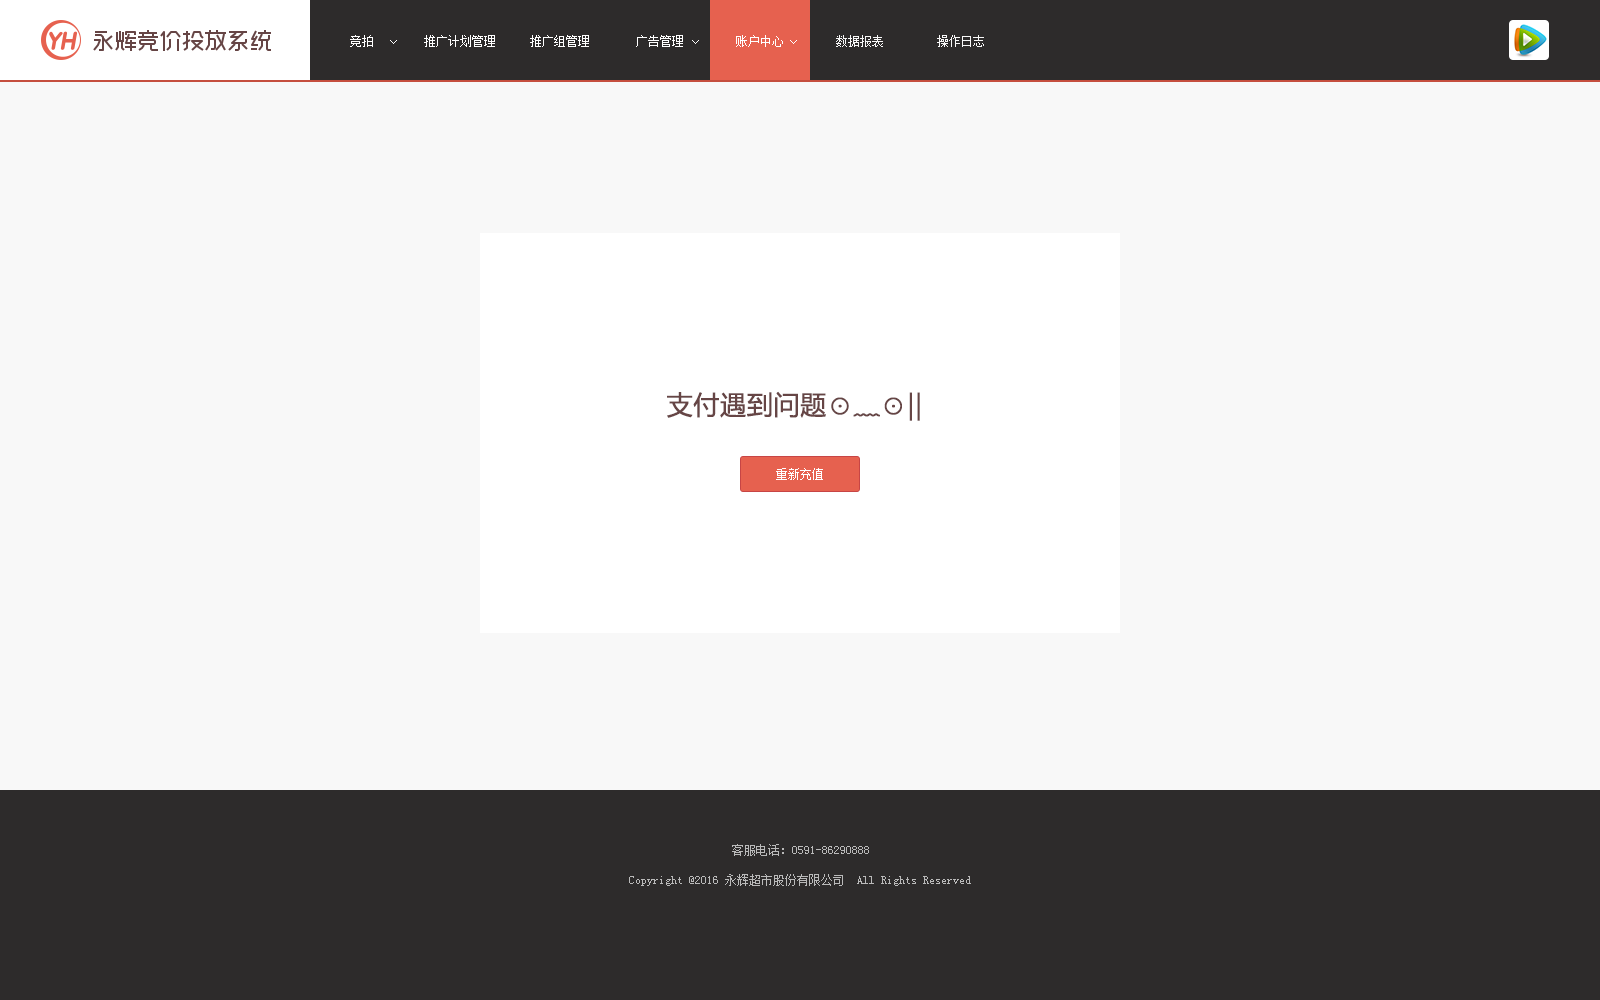 YH 永辉竞价投放系统
竞拍 推广计划管理 推广组管理 广告管理 账户中心 数据报表 操作日志
支付遇到问题⊙﹏⊙||
重新充值
客服电话：0591-86290888
Copyright @2016 永辉超市股份有限公司 All Rights Reserved